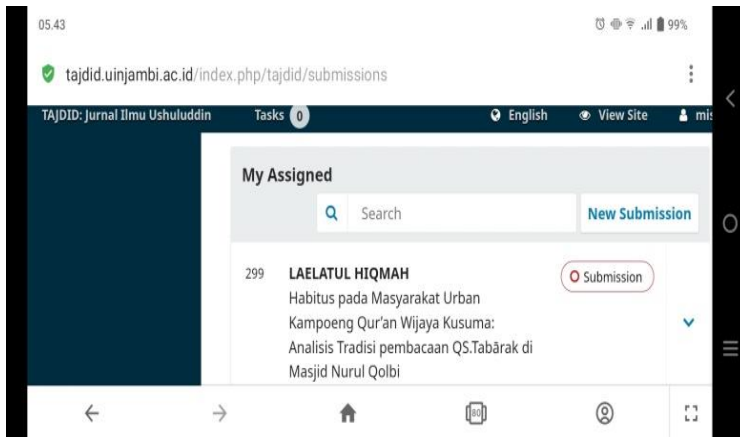 05.43 99%
tajdid.uinjambi.ac.id/index.php/tajdid/submissions
TAJDID: Jurnal Ilmu Ushuluddin Tasks 0 English View Site mis
My Assigned
Search New Submission
299 LAELATUL HIQMAH Submission
Habitus pada Masyarakat Urban
Kampoeng Qur'an Wijaya Kusuma:
Analisis Tradisi pembacaan QS.Tabārak di
Masjid Nurul Qolbi
80